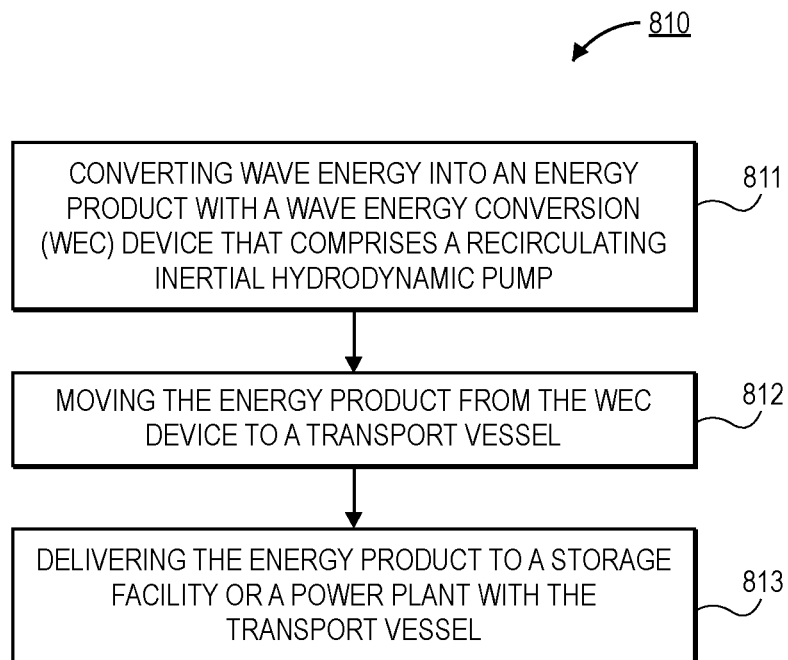 810
CONVERTING WAVE ENERGY INTO AN ENERGY
PRODUCT WITH A WAVE ENERGY CONVERSION
(WEC) DEVICE THAT COMPRISES A RECIRCULATING
INERTIAL HYDRODYNAMIC PUMP
811
MOVING THE ENERGY PRODUCT FROM THE WEC
DEVICE TO A TRANSPORT VESSEL
812
DELIVERING THE ENERGY PRODUCT TO A STORAGE
FACILITY OR A POWER PLANT WITH THE
TRANSPORT VESSEL
813